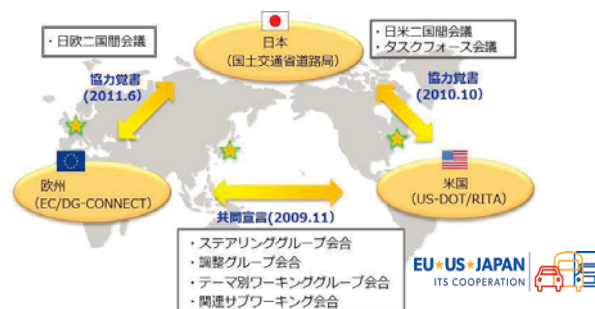 ・日欧二国間会議
日本
(国土交通省道路局)
・日米二国間会議
・タスクフォース会議
協力覚書
(2011.6)
協力覚書
(2010.10)
欧州
(EC/DG-CONNECT)
米国
(US-DOT/RITA)
共同宣言(2009.11)
・ステアリンググループ会合
・調整グループ会合
・テーマ別ワーキンググループ会合
・関連サブワーキング会合
EU★US★JAPAN
ITS COOPERATION